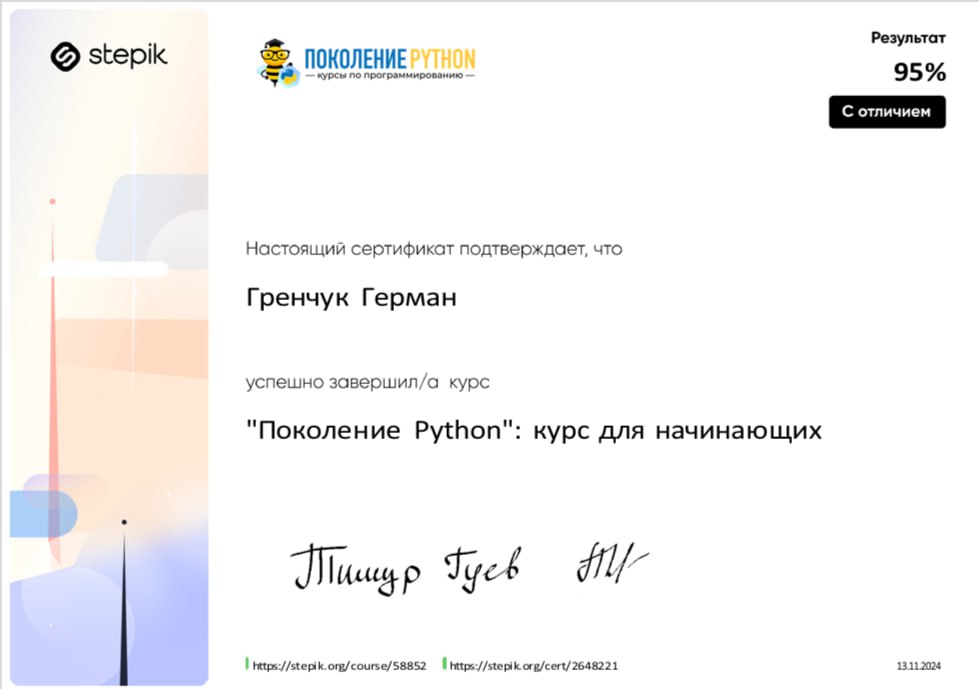 stepik
ПОКОЛЕНИЕ PYTHON
— курсы по программированию —
Результат
95%
С отличием
Настоящий сертификат подтверждает, что
Гренчук Герман
успешно завершил/а курс
"Поколение Python": курс для начинающих
Тимур Гуев
https://stepik.org/course/58852 https://stepik.org/cert/2648221
13.11.2024